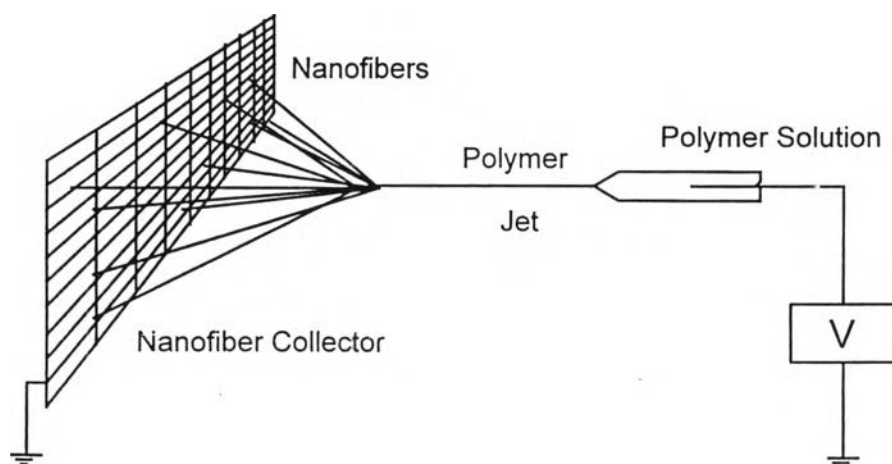 Nanofibers
Polymer Solution
Polymer
Jet
Nanofiber Collector
V